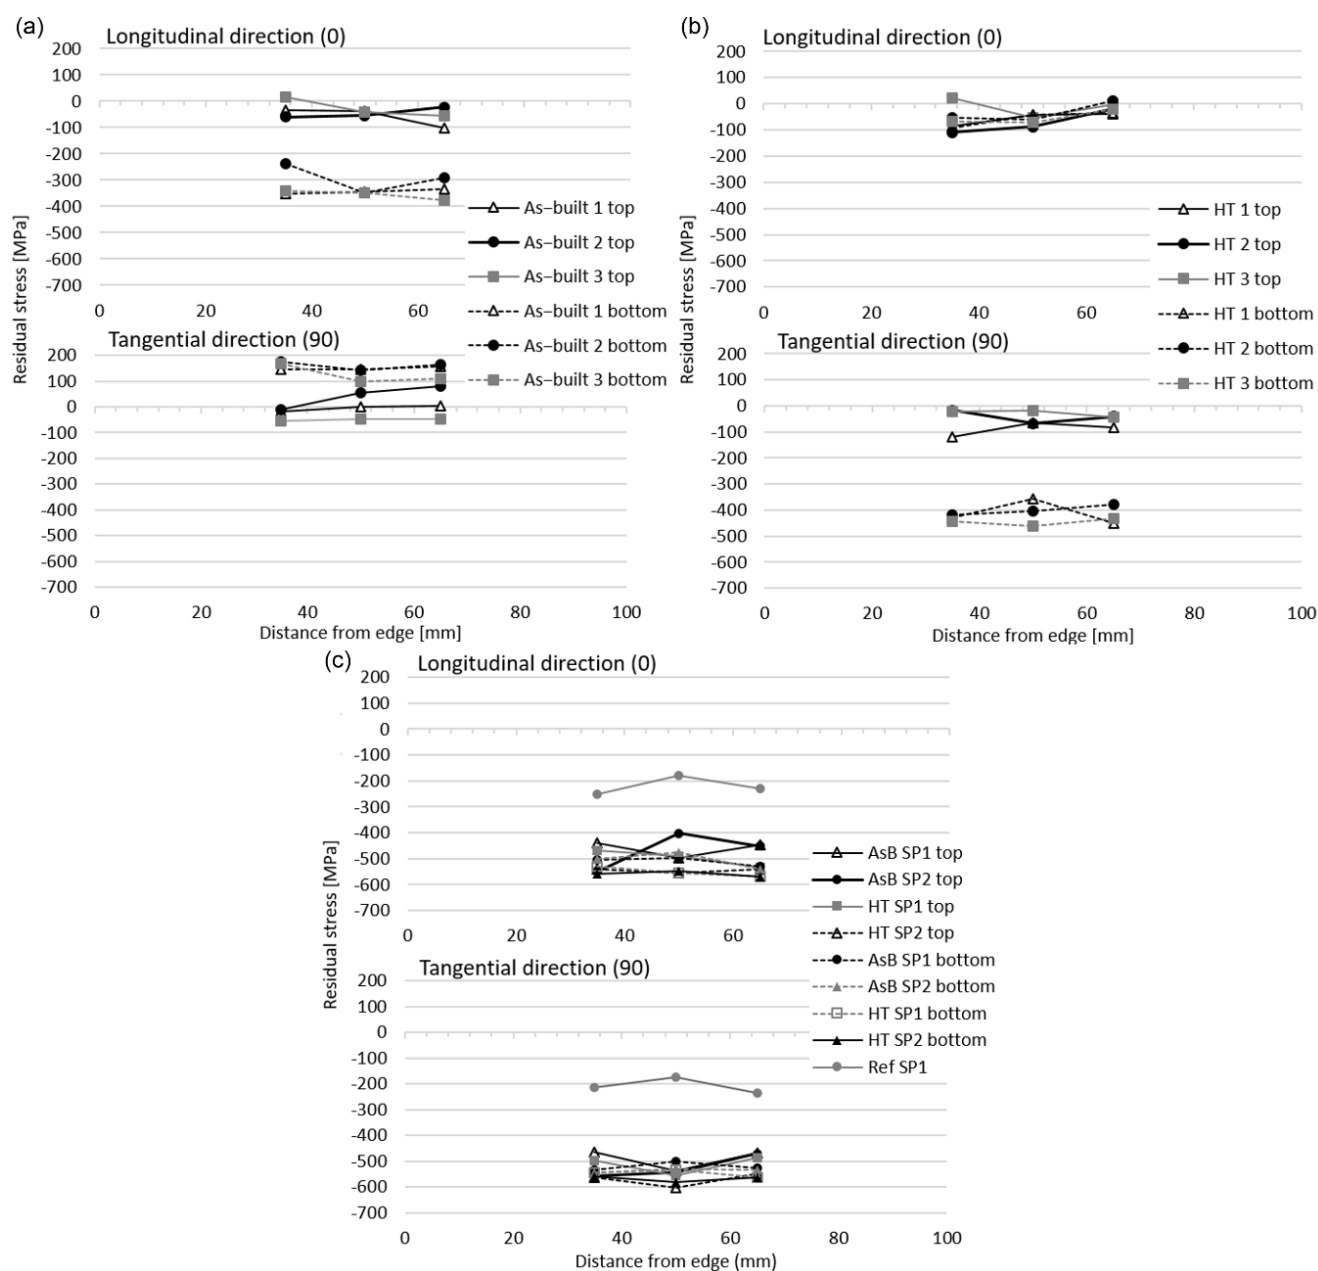 (a)
Longitudinal direction (0)
200
100
0
-100
-200
-300
-400
-500
-600
-700
0
20
40
60
As–built 1 top
As–built 2 top
As–built 3 top
As–built 1 bottom
As–built 2 bottom
As–built 3 bottom
Residual stress [MPa]
Tangential direction (90)
200
100
0
-100
-200
-300
-400
-500
-600
-700
0
20
40
60
80
100
Distance from edge [mm]
(b)
Longitudinal direction (0)
200
100
0
-100
-200
-300
-400
-500
-600
-700
0
20
40
60
HT 1 top
HT 2 top
HT 3 top
HT 1 bottom
HT 2 bottom
HT 3 bottom
Residual stress [MPa]
Tangential direction (90)
200
100
0
-100
-200
-300
-400
-500
-600
-700
0
20
40
60
80
100
Distance from edge [mm]
(c)
Longitudinal direction (0)
200
100
0
-100
-200
-300
-400
-500
-600
-700
0
20
40
60
AsB SP1 top
AsB SP2 top
HT SP1 top
HT SP2 top
AsB SP1 bottom
AsB SP2 bottom
HT SP1 bottom
HT SP2 bottom
Ref SP1
Residual stress [MPa]
Tangential direction (90)
200
100
0
-100
-200
-300
-400
-500
-600
-700
0
20
40
60
80
100
Distance from edge (mm)